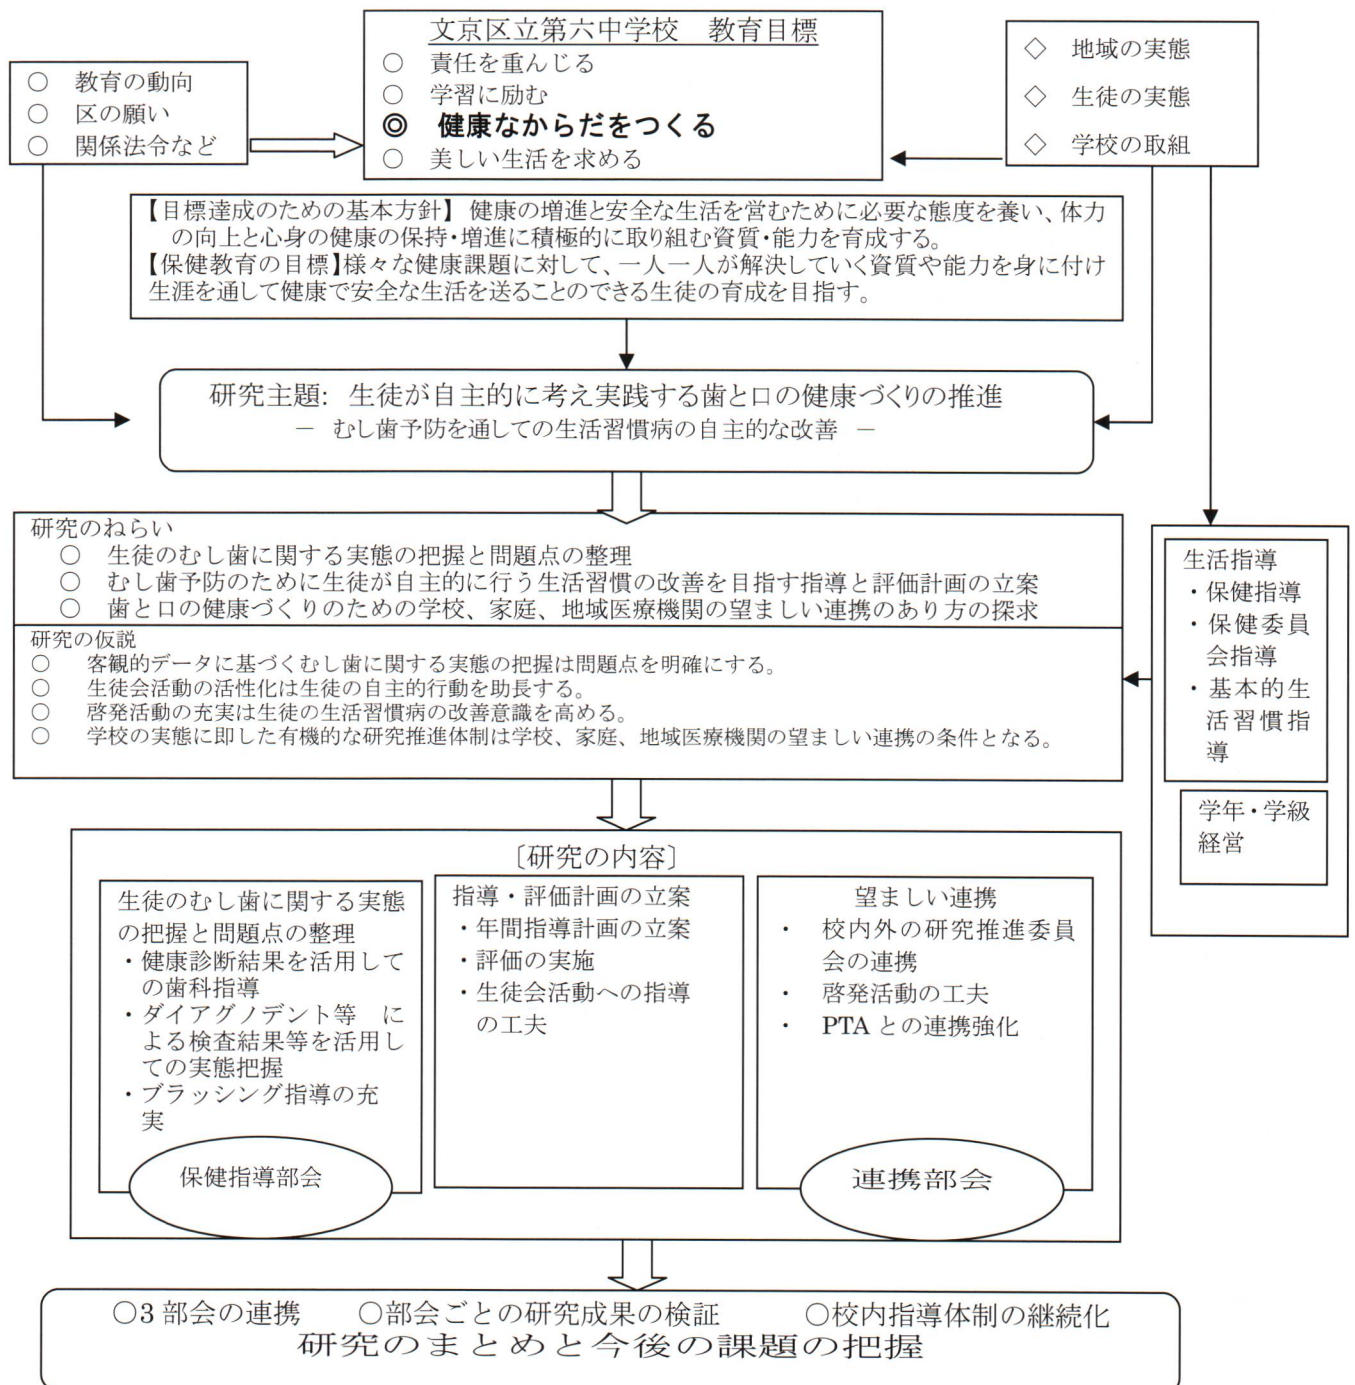 文京区立第六中学校 教育目標
○ 責任を重んじる
○ 学習に励む
◎ 健康なからだをつくる
○ 美しい生活を求める
○ 教育の動向
○ 区の願い
○ 関係法令など
◇ 地域の実態
◇ 生徒の実態
◇ 学校の取組
【目標達成のための基本方針】 健康の増進と安全な生活を営むために必要な態度を養い、体力
の向上と心身の健康の保持・増進に積極的に取り組む資質・能力を育成する。
【保健教育の目標】様々な健康課題に対して、一人一人が解決していく資質や能力を身に付け
生涯を通して健康で安全な生活を送ることのできる生徒の育成を目指す。
研究主題: 生徒が自主的に考え実践する歯と口の健康づくりの推進
― むし歯予防を通しての生活習慣病の自主的な改善 ―
研究のねらい
○ 生徒のむし歯に関する実態の把握と問題点の整理
○ むし歯予防のために生徒が自主的に行う生活習慣の改善を目指す指導と評価計画の立案
○ 歯と口の健康づくりのための学校、家庭、地域医療機関の望ましい連携のあり方の探求
研究の仮説
○ 客観的データに基づくむし歯に関する実態の把握は問題点を明確にする。
○ 生徒会活動の活性化は生徒の自主的行動を助長する。
○ 啓発活動の充実は生徒の生活習慣病の改善意識を高める。
○ 学校の実態に即した有機的な研究推進体制は学校、家庭、地域医療機関の望ましい連携の条件となる。
生活指導
・保健指導
・保健委員
会指導
・基本的生
活習慣指
導
学年・学級
経営
〔研究の内容〕
生徒のむし歯に関する実態
の把握と問題点の整理
・健康診断結果を活用して
の歯科指導
・ダイアグノデント等 に
よる検査結果等を活用し
ての実態把握
・ブラッシング指導の充
実
保健指導部会
指導・評価計画の立案
・年間指導計画の立案
・評価の実施
・生徒会活動への指導
の工夫
望ましい連携
・ 校内外の研究推進委員
会の連携
・ 啓発活動の工夫
・ PTA との連携強化
連携部会
○3 部会の連携 ○部会ごとの研究成果の検証 ○校内指導体制の継続化
研究のまとめと今後の課題の把握